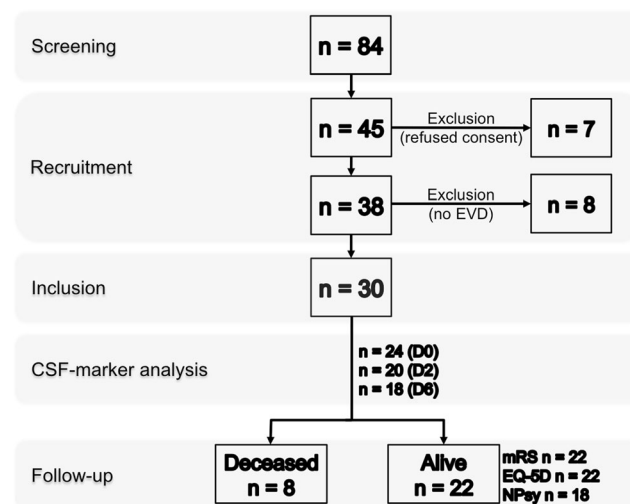 Screening
n = 84
Recruitment
n = 45
Exclusion
(refused consent)
n = 7
n = 38
Exclusion
(no EVD)
n = 8
Inclusion
n = 30
CSF-marker analysis
n = 24 (D0)
n = 20 (D2)
n = 18 (D6)
Follow-up
Deceased
n = 8
Alive
n = 22
mRS n = 22
EQ-5D n = 22
NPsy n = 18